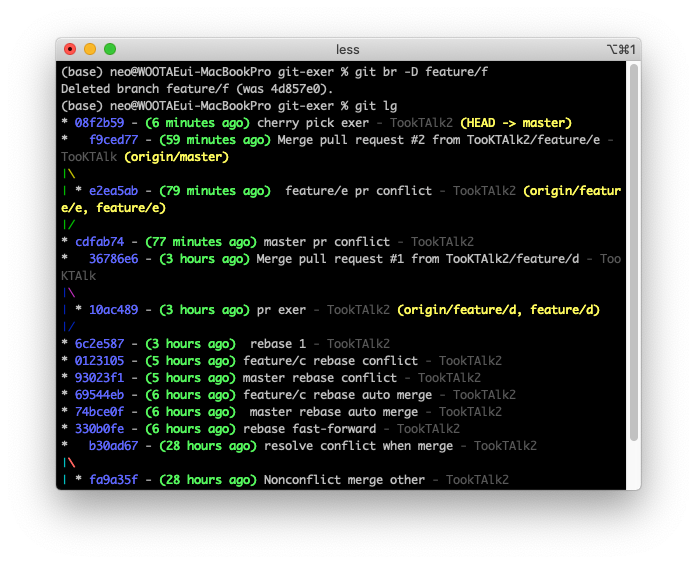 less
⌥⌘1
(base) neo@WOOTAEui-MacBookPro git-exer % git br -D feature/f
Deleted branch feature/f (was 4d857e0).
(base) neo@WOOTAEui-MacBookPro git-exer % git lg
* 08f2b59 - (6 minutes ago) cherry pick exer - TookTAlk2 (HEAD -> master)
*   f9ced77 - (59 minutes ago) Merge pull request #2 from TooKTAlk2/feature/e -
TooKTAlk (origin/master)
|\
| * e2ea5ab - (79 minutes ago)  feature/e pr conflict - TookTAlk2 (origin/featur
e/e, feature/e)
|/
* cdfab74 - (77 minutes ago) master pr conflict - TookTAlk2
*   36786e6 - (3 hours ago) Merge pull request #1 from TooKTAlk2/feature/d - Too
KTAlk
|\
| * 10ac489 - (3 hours ago) pr exer - TookTAlk2 (origin/feature/d, feature/d)
|/
* 6c2e587 - (3 hours ago)  rebase 1 - TookTAlk2
* 0123105 - (5 hours ago) feature/c rebase conflict - TookTAlk2
* 93023f1 - (5 hours ago) master rebase conflict - TookTAlk2
* 69544eb - (6 hours ago) feature/c rebase auto merge - TookTAlk2
* 74bce0f - (6 hours ago)  master rebase auto merge - TookTAlk2
* 330b0fe - (6 hours ago) rebase fast-forward - TookTAlk2
*   b30ad67 - (28 hours ago) resolve conflict when merge - TookTAlk2
|\
| * fa9a35f - (28 hours ago) Nonconflict merge other - TookTAlk2